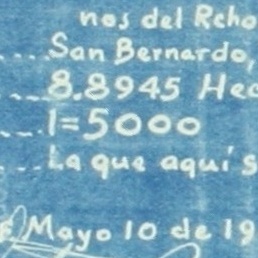 nos del Rcho
San Bernardo,
8.8945 Hec
1=5000
La que aquí s
Mayo 10 de 19